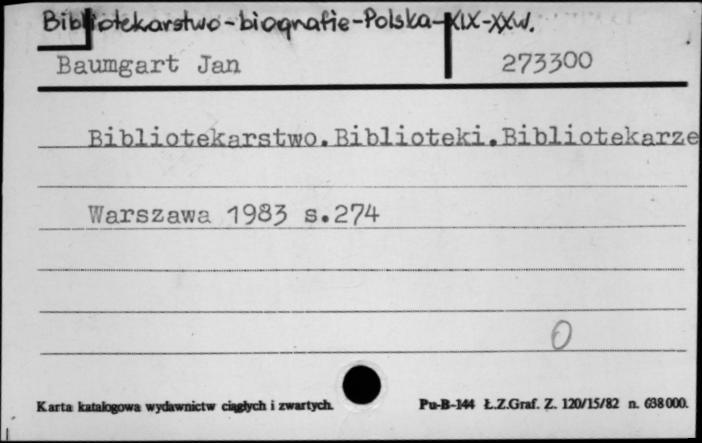 Bibliotekarstwo-biografie-Polska-XIX-XXw.
Baumgart Jan 273300
Bibliotekarstwo.Biblioteki.Bibliotekarze
Warszawa 1983 s.274
0
Karta katalogowa wydawnictw ciągłych i zwartych. Pu-B-144 Ł.Z.Graf. Z. 120/15/82 n. 638000.